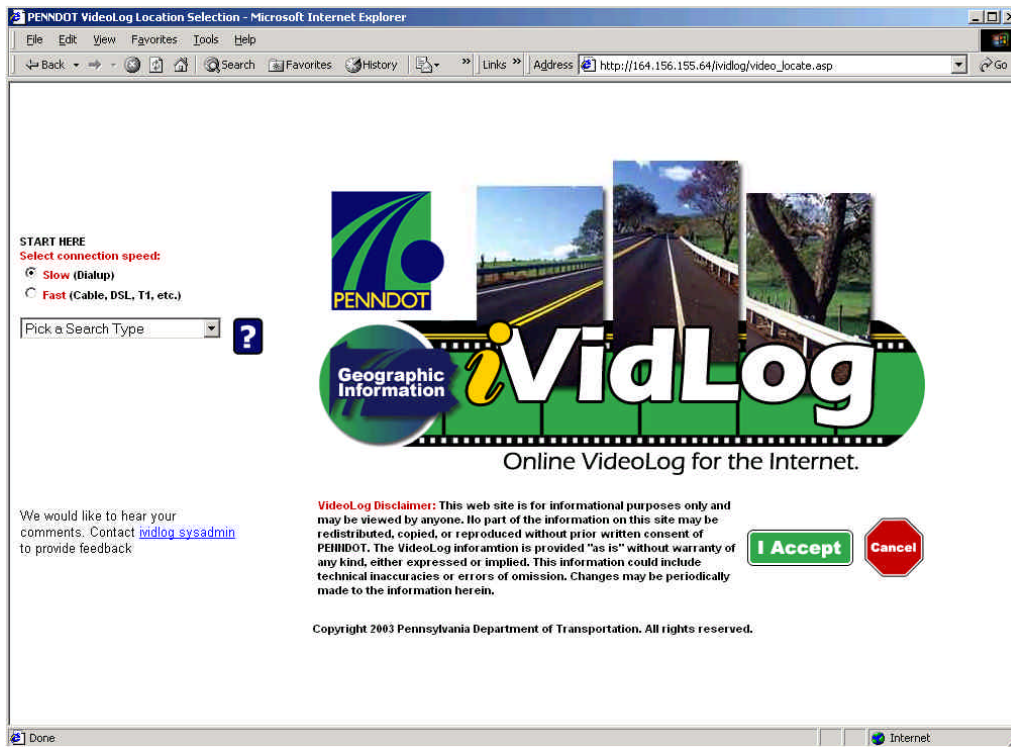 PENNDOT VideoLog Location Selection - Microsoft Internet Explorer
File Edit View Favorites Tools Help
Back Search Favorites History » Links » Address http://164.156.155.64/ividlog/video_locate.asp Go
START HERE
Select connection speed:
Slow (Dialup)
Fast (Cable, DSL, T1, etc.)
Pick a Search Type ?
We would like to hear your
comments. Contact ividlog sysadmin
to provide feedback
PENNDOT
Geographic
Information
iVidLog
Online VideoLog for the Internet.
VideoLog Disclaimer: This web site is for informational purposes only and
may be viewed by anyone. No part of the information on this site may be
redistributed, copied, or reproduced without prior written consent of
PENNDOT. The VideoLog inforamtion is provided "as is" without warranty of
any kind, either expressed or implied. This information could include
technical inaccuracies or errors of omission. Changes may be periodically
made to the information herein.
I Accept
Cancel
Copyright 2003 Pennsylvania Department of Transportation. All rights reserved.
Done Internet